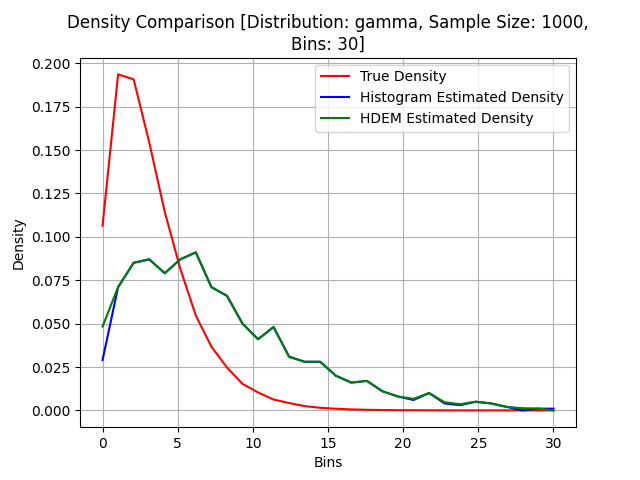 Density Comparison [Distribution: gamma, Sample Size: 1000,
Bins: 30]
True Density
Histogram Estimated Density
HDEM Estimated Density
Density
0.200
0.175
0.150
0.125
0.100
0.075
0.050
0.025
0.000
0 5 10 15 20 25 30
Bins